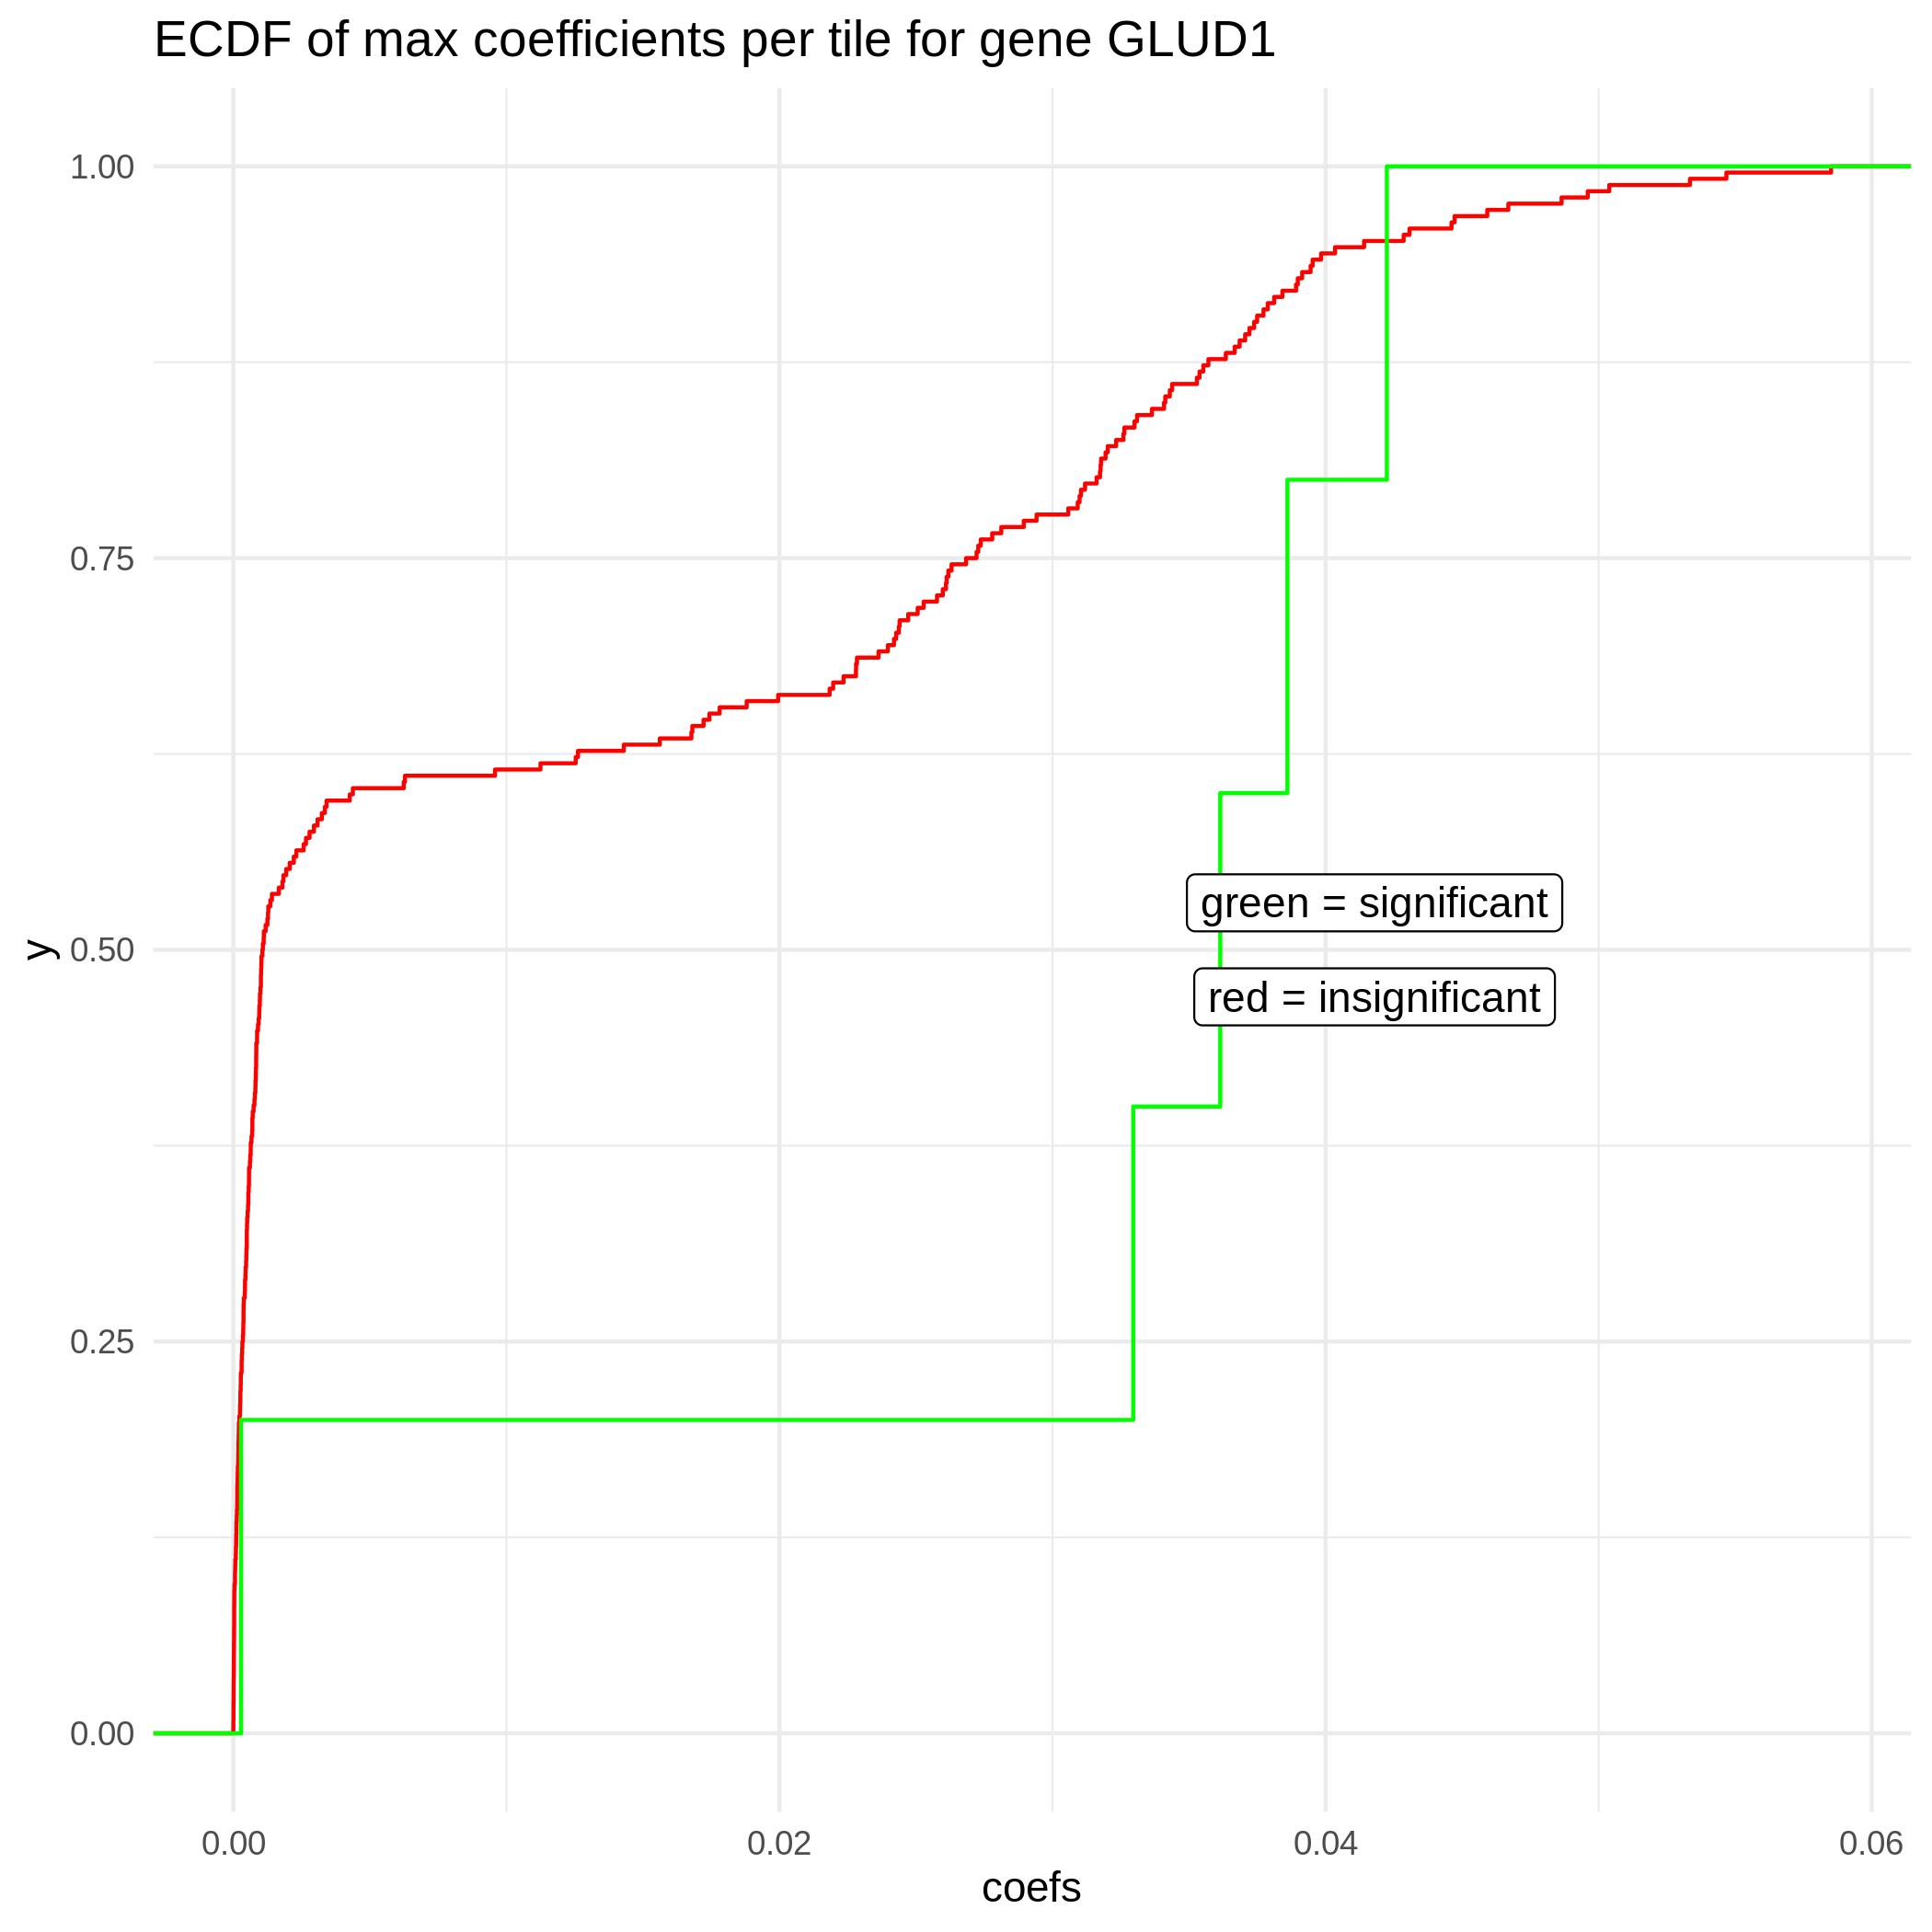 ECDF of max coefficients per tile for gene GLUD1
1.00
0.75
0.50
0.25
0.00
y
green = significant
red = insignificant
0.00 0.02 0.04 0.06
coefs